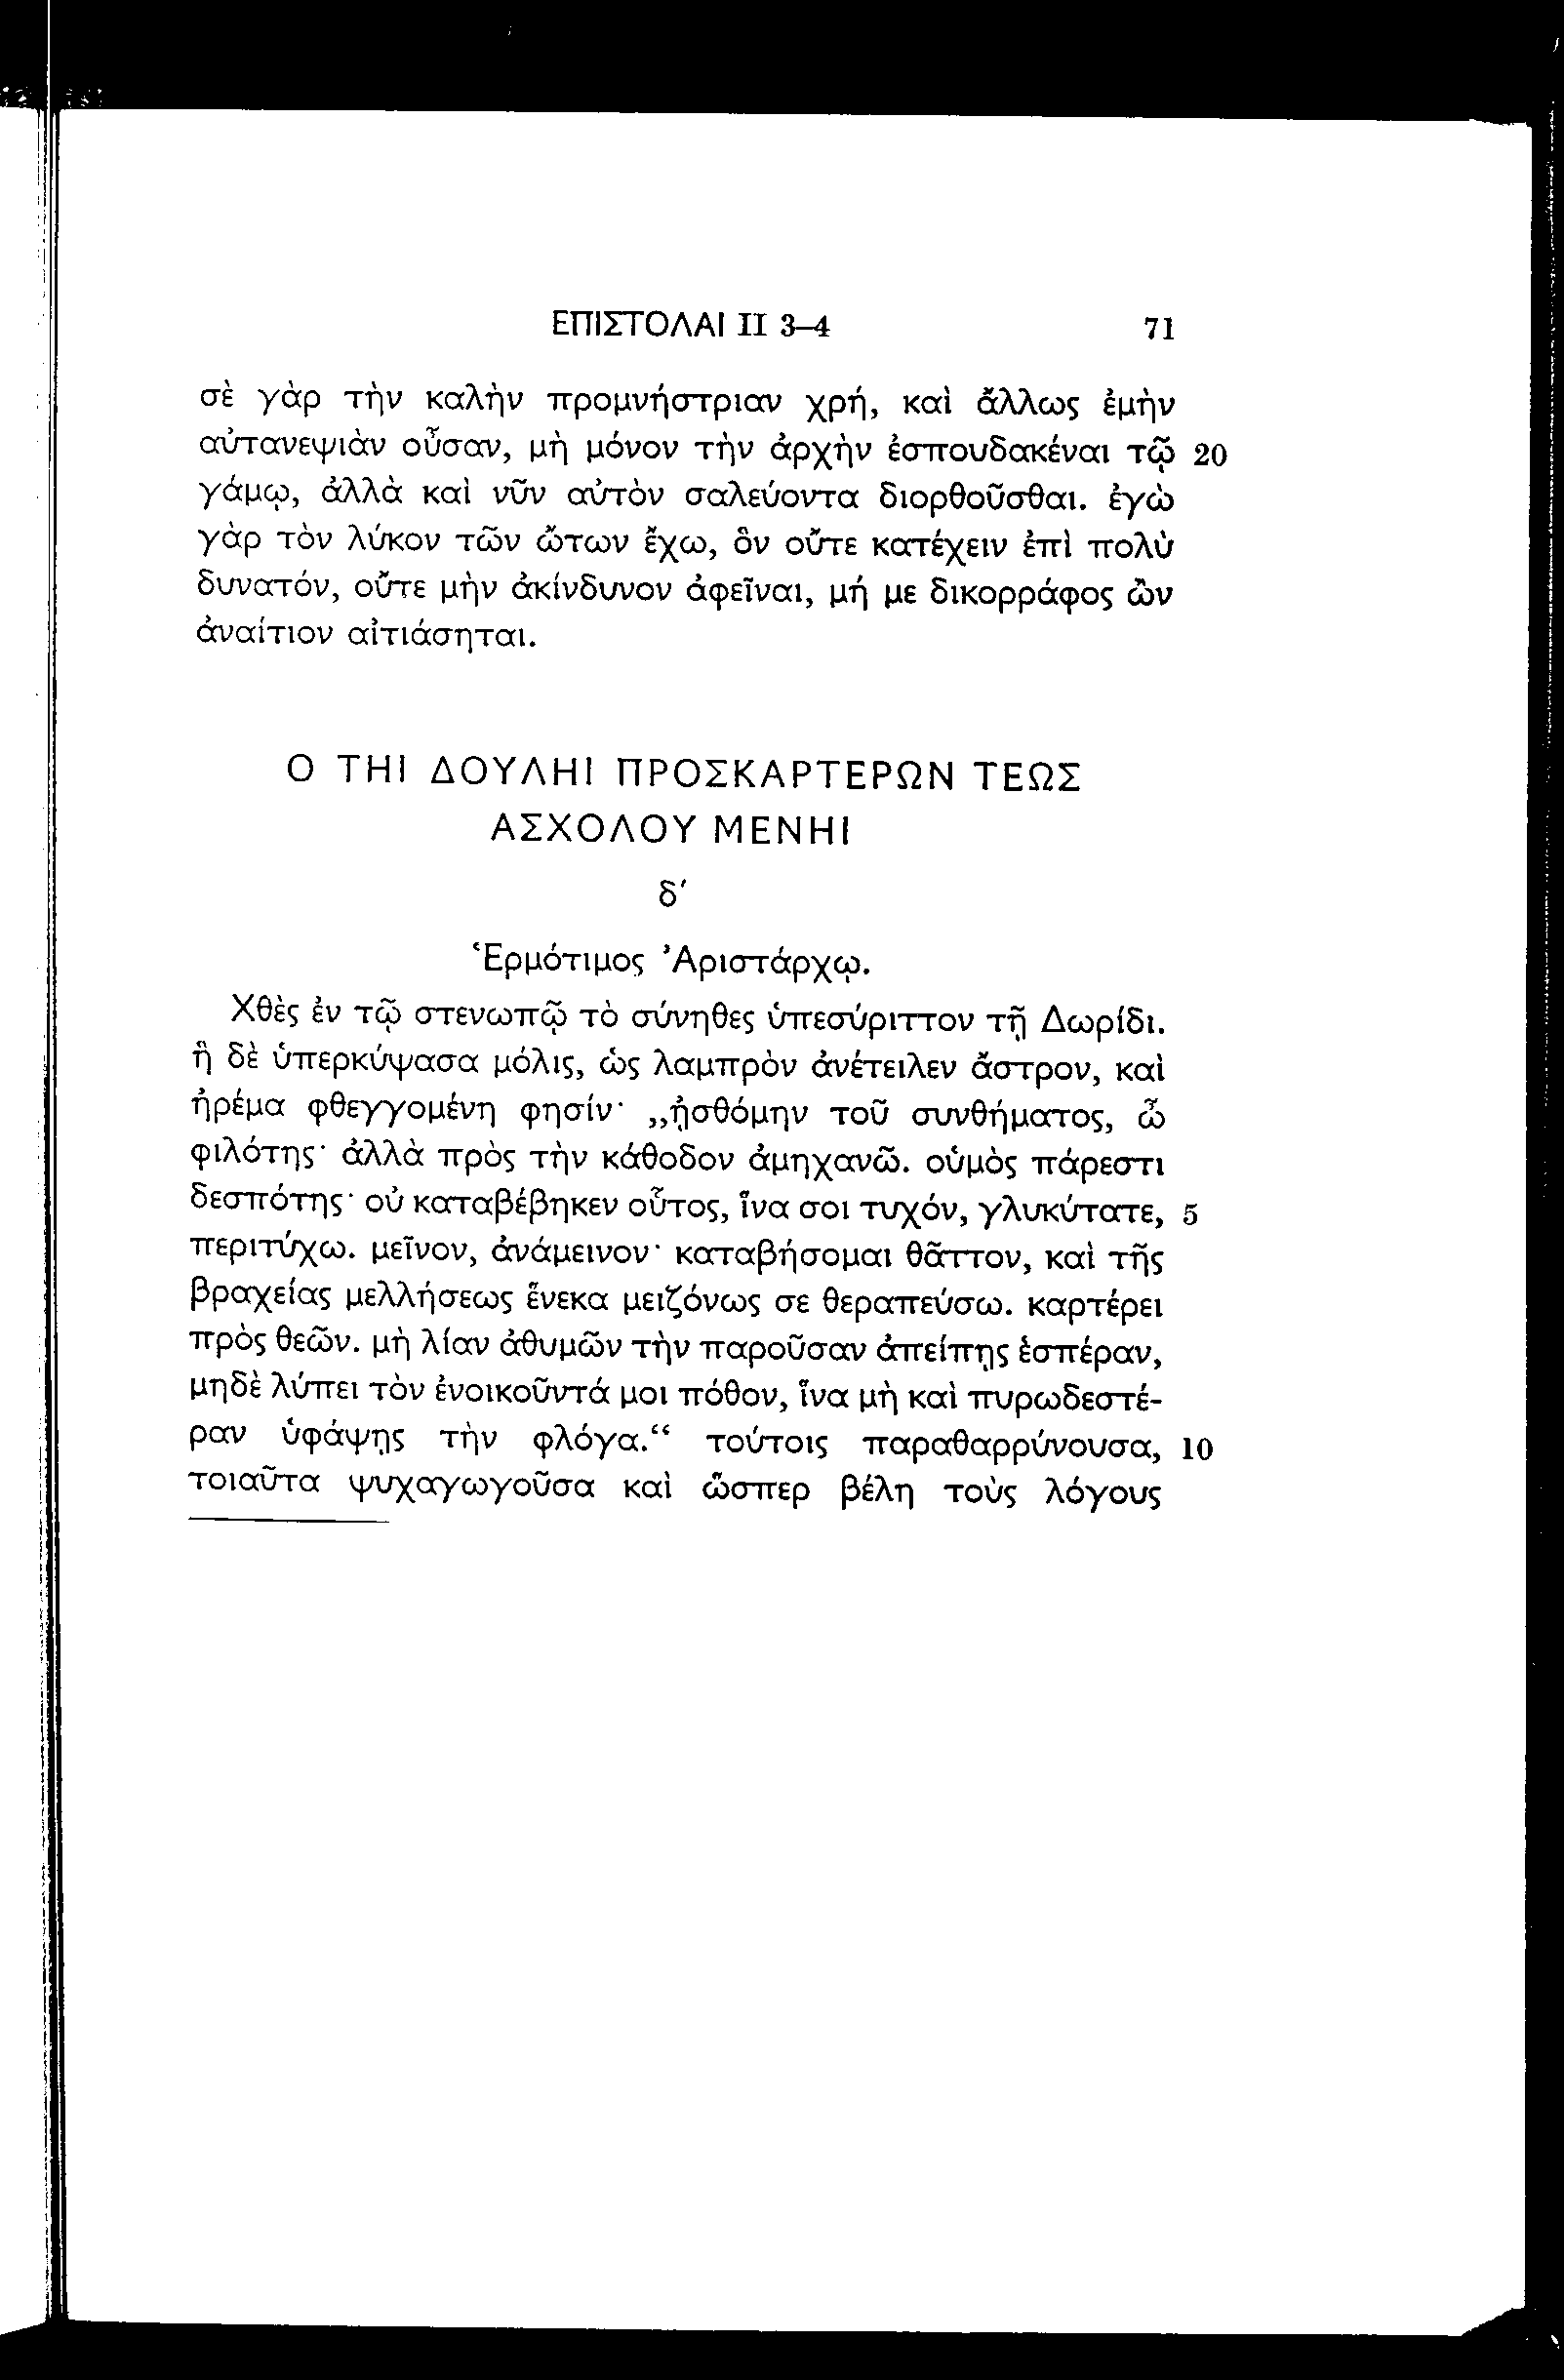 ΕΠΙΣΤΟΛΑΙ II 3–4 71
σὲ γὰρ τὴν καλὴν προμνήστριαν χρή, καὶ ἄλλως ἐμὴν
αὐτανεψιὰν οὖσαν, μὴ μόνον τὴν ἀρχὴν ἐσπουδακέναι τῷ 20
γάμῳ, ἀλλὰ καὶ νῦν αὐτὸν σαλεύοντα διορθοῦσθαι. ἐγὼ
γὰρ τὸν λύκον τῶν ὤτων ἔχω, ὃν οὔτε κατέχειν ἐπὶ πολὺ
δυνατόν, οὔτε μὴν ἀκίνδυνον ἀφεῖναι, μή με δικορράφος ὢν
ἀναίτιον αἰτιάσηται.
Ο ΤΗΙ ΔΟΥΛΗΙ ΠΡΟΣΚΑΡΤΕΡΩΝ ΤΕΩΣ
ΑΣΧΟΛΟΥΜΕΝΗΙ
δ′
Ἑρμότιμος Ἀριστάρχῳ.
Χθὲς ἐν τῷ στενωπῷ τὸ σύνηθες ὑπεσύριττον τῇ Δωρίδι.
ἣ δὲ ὑπερκύψασα μόλις, ὡς λαμπρὸν ἀνέτειλεν ἄστρον, καὶ
ἠρέμα φθεγγομένη φησίν· „ᾐσθόμην τοῦ συνθήματος, ὦ
φιλότης· ἀλλὰ πρὸς τὴν κάθοδον ἀμηχανῶ. οὑμὸς πάρεστι
δεσπότης· οὐ καταβέβηκεν οὗτος, ἵνα σοι τυχόν, γλυκύτατε, 5
περιτύχω. μεῖνον, ἀνάμεινον· καταβήσομαι θᾶττον, καὶ τῆς
βραχείας μελλήσεως ἕνεκα μειζόνως σε θεραπεύσω. καρτέρει
πρὸς θεῶν. μὴ λίαν ἀθυμῶν τὴν παροῦσαν ἀπείπῃς ἑσπέραν,
μηδὲ λύπει τὸν ἐνοικοῦντά μοι πόθον, ἵνα μὴ καὶ πυρωδεστέ-
ραν ὑφάψῃς τὴν φλόγα.“ τούτοις παραθαρρύνουσα, 10
τοιαῦτα ψυχαγωγοῦσα καὶ ὥσπερ βέλη τοὺς λόγους